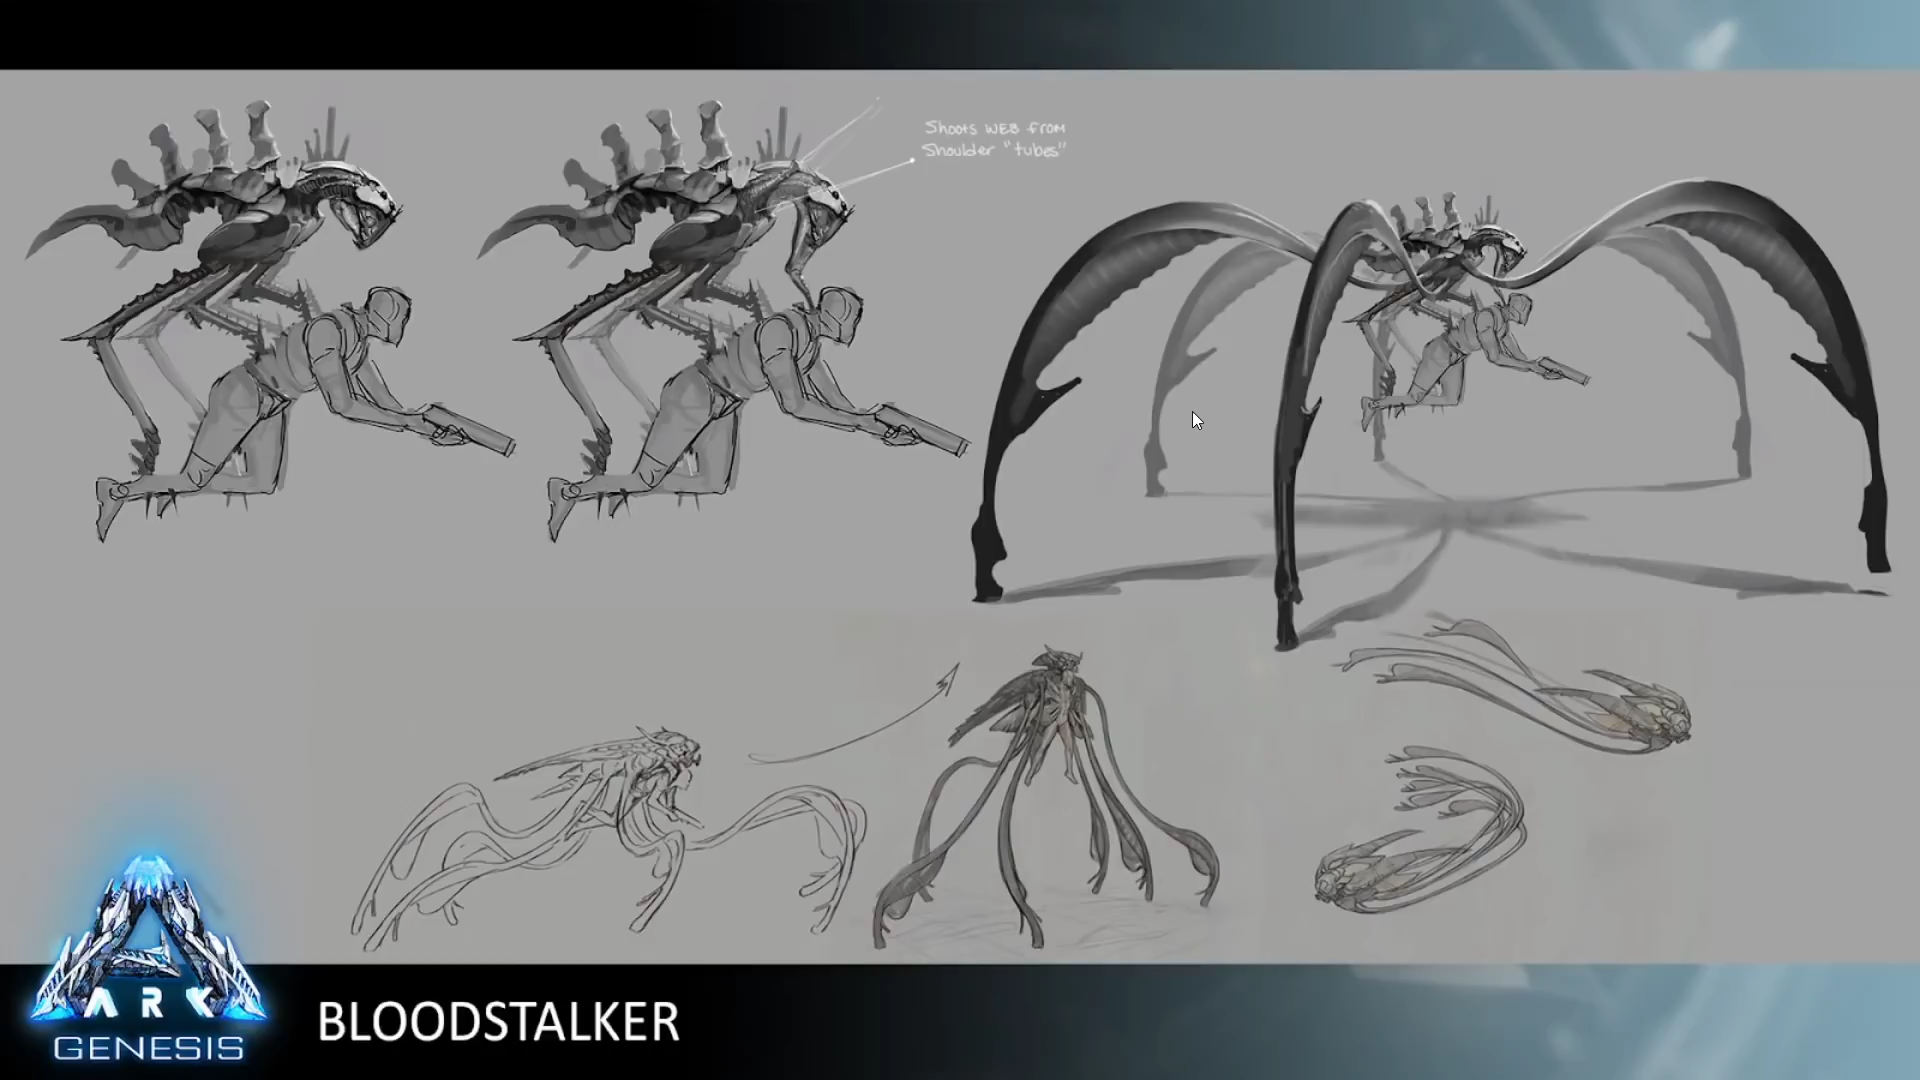 Shoots WEB from
Shoulder "tubes"
ARK
GENESIS
BLOODSTALKER